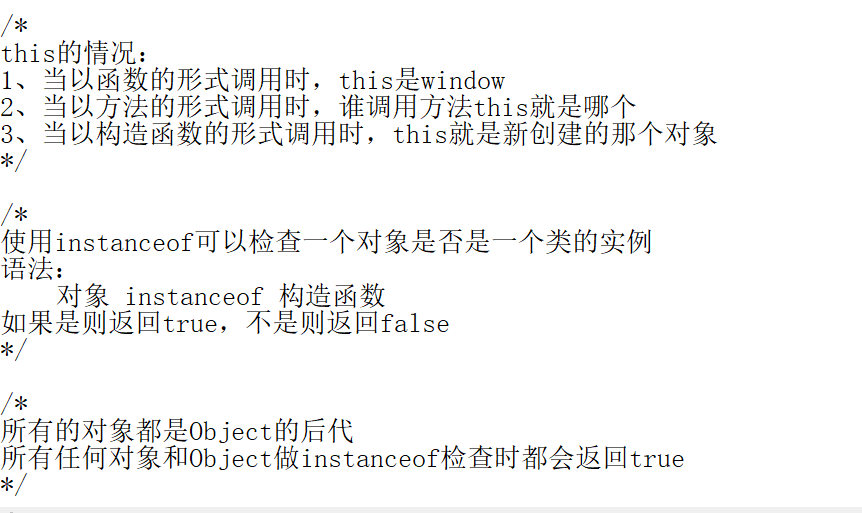 /*
this的情况：
1、当以函数的形式调用时，this是window
2、当以方法的形式调用时，谁调用方法this就是哪个
3、当以构造函数的形式调用时，this就是新创建的那个对象
*/
/*
使用instanceof可以检查一个对象是否是一个类的实例
语法：
对象 instanceof 构造函数
如果是则返回true，不是则返回false
*/
/*
所有的对象都是Object的后代
所有任何对象和Object做instanceof检查时都会返回true
*/